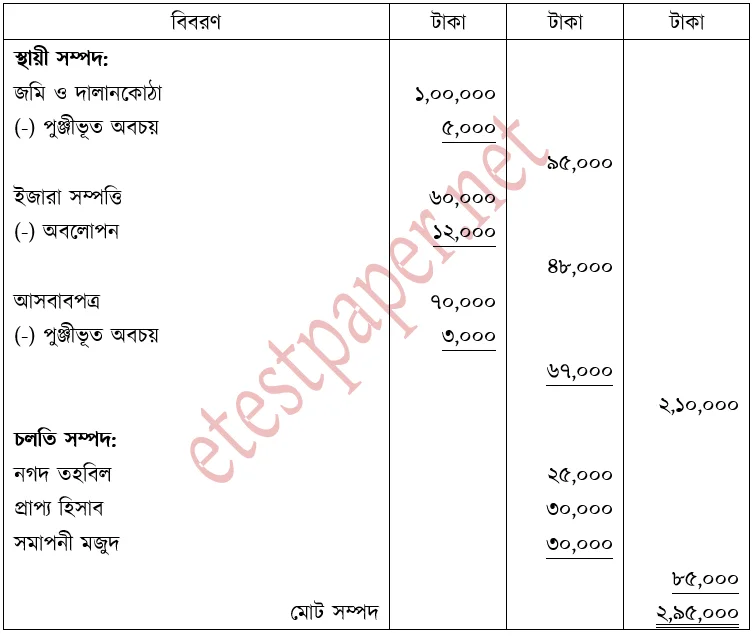 বিবরণ টাকা টাকা টাকা
স্থায়ী সম্পদ:
জমি ও দালানকোঠা ১,০০,০০০
(-) পুঞ্জীভূত অবচয় ৫,০০০
৯৫,০০০
ইজারা সম্পত্তি ৬০,০০০
(-) অবলোপন ১২,০০০
৪৮,০০০
আসবাবপত্র ৭০,০০০
(-) পুঞ্জীভূত অবচয় ৩,০০০
৬৭,০০০
২,১০,০০০
চলতি সম্পদ:
নগদ তহবিল ২৫,০০০
প্রাপ্য হিসাব ৩০,০০০
সমাপনী মজুদ ৩০,০০০
৮৫,০০০
মোট সম্পদ ২,৯৫,০০০
etestpaper.net